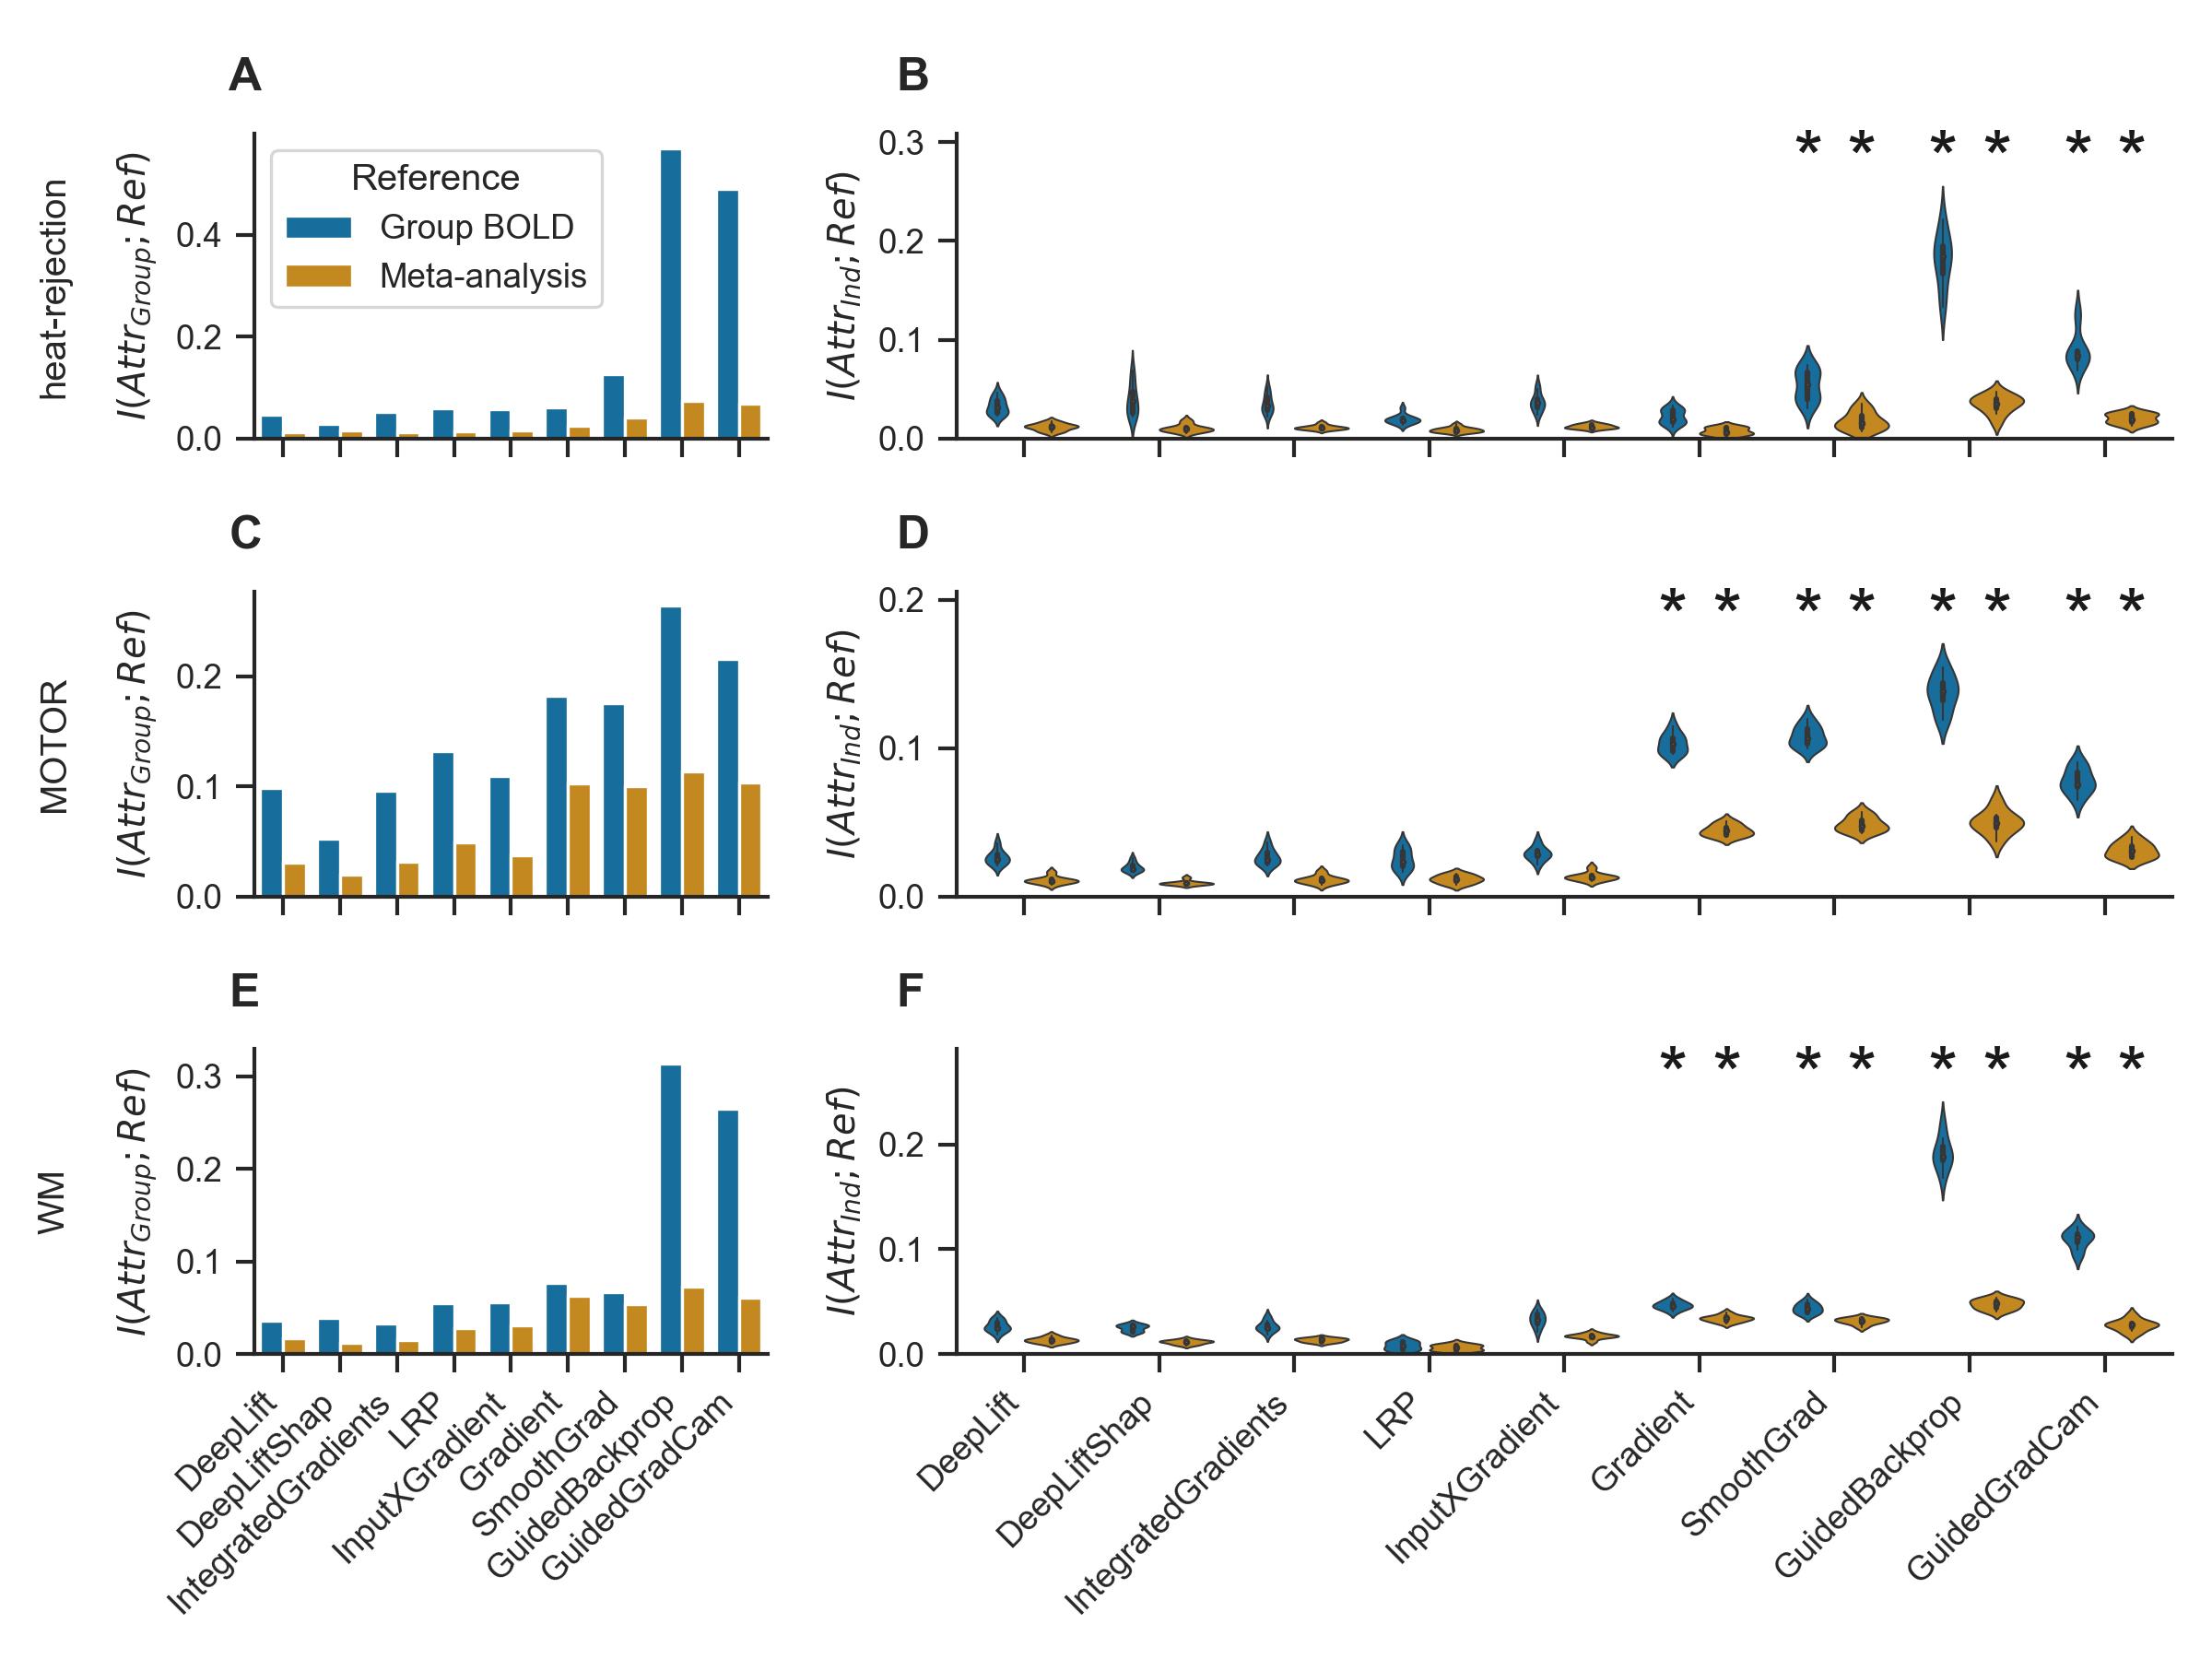 A
heat-rejection
I(Attr_Group; Ref)
0.4
0.2
0.0
Reference
Group BOLD
Meta-analysis
B
I(Attr_Ind; Ref)
0.3
0.2
0.1
0.0
* * * * * *
C
MOTOR
I(Attr_Group; Ref)
0.2
0.1
0.0
D
I(Attr_Ind; Ref)
0.2
0.1
0.0
* * * * * * * *
E
WM
I(Attr_Group; Ref)
0.3
0.2
0.1
0.0
DeepLift
DeepLiftShap
IntegratedGradients
LRP
InputXGradient
Gradient
SmoothGrad
GuidedBackprop
GuidedGradCam
F
I(Attr_Ind; Ref)
0.2
0.1
0.0
* * * * * * * *
DeepLift
DeepLiftShap
IntegratedGradients
LRP
InputXGradient
Gradient
SmoothGrad
GuidedBackprop
GuidedGradCam